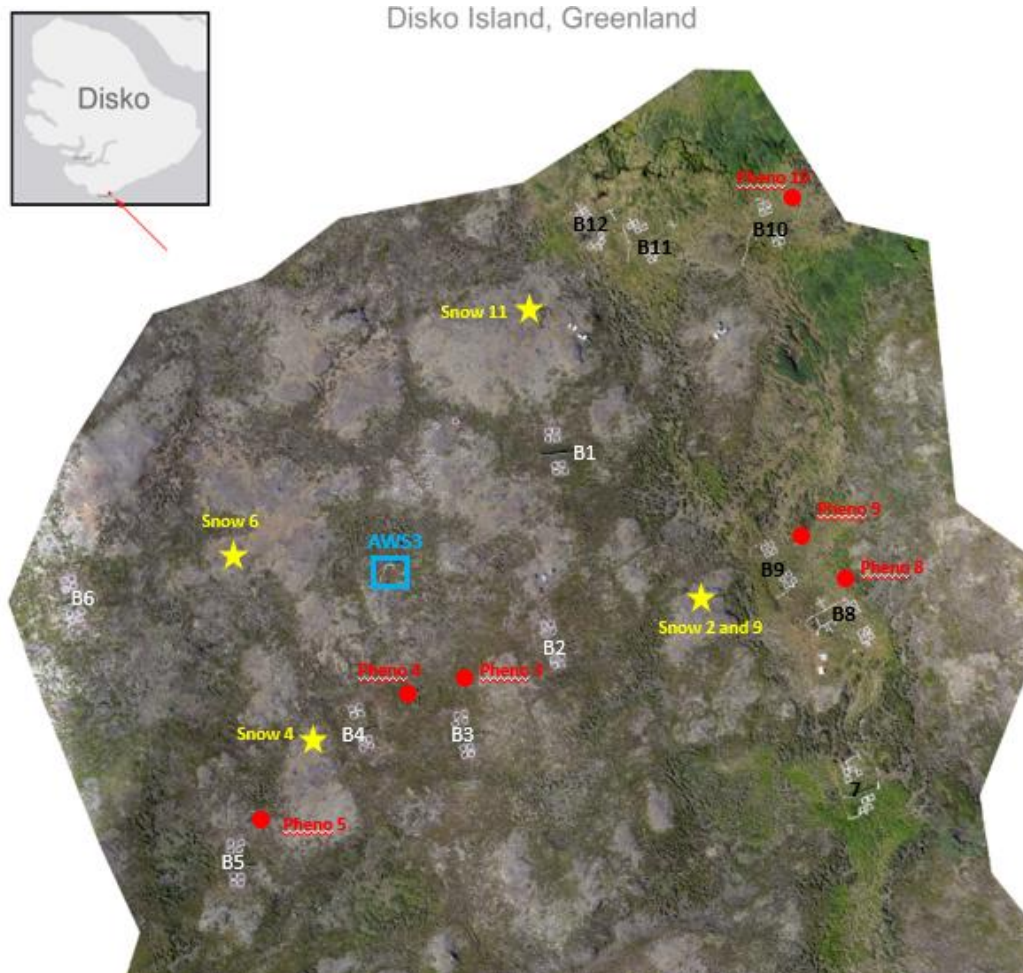 Disko Island, Greenland
Disko
Pheno 10
B12
B11
B10
Snow 11
B1
Pheno 9
Snow 6
AWS3
B9
Pheno 8
B6
B8
Snow 2 and 9
B2
Pheno 4
Pheno 3
B4
B3
Snow 4
7
Pheno 5
B5